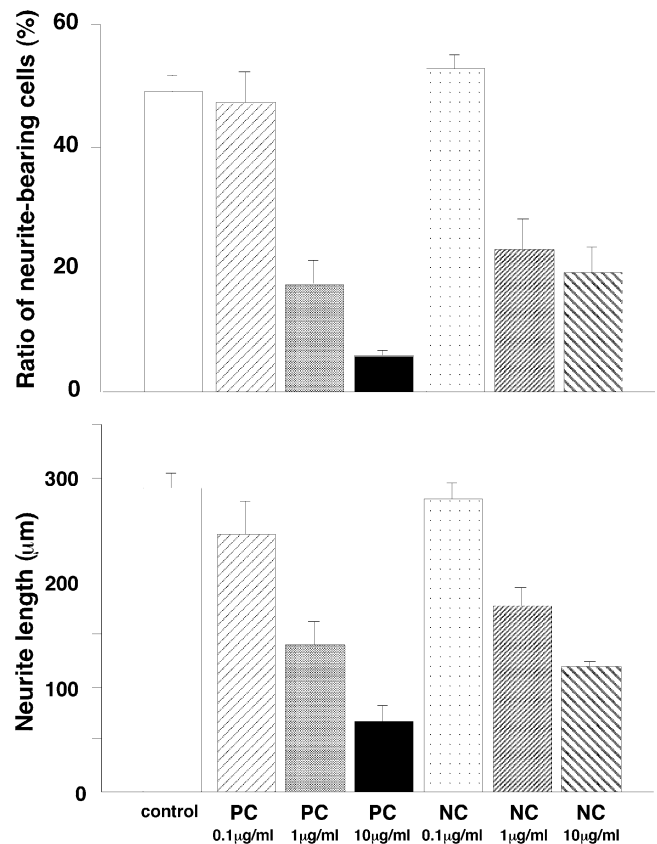 Ratio of neurite-bearing cells (%)
60
40
20
0
Neurite length (μm)
300
200
100
0
control PC PC PC NC NC NC
0.1μg/ml 1μg/ml 10μg/ml 0.1μg/ml 1μg/ml 10μg/ml